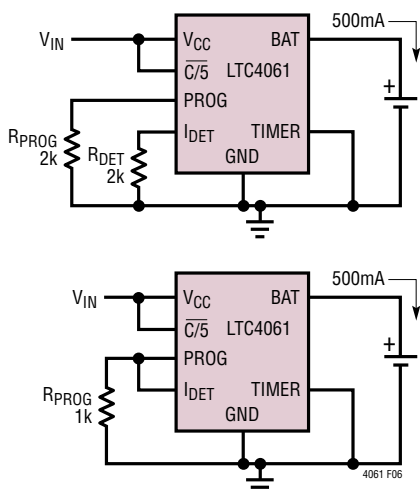 500mA
VIN
VCC
BAT
C/5
LTC4061
PROG
RPROG
2k
RDET
2k
IDET
TIMER
GND
+
500mA
VIN
VCC
BAT
C/5
LTC4061
PROG
RPROG
1k
IDET
TIMER
GND
+
4061 F06